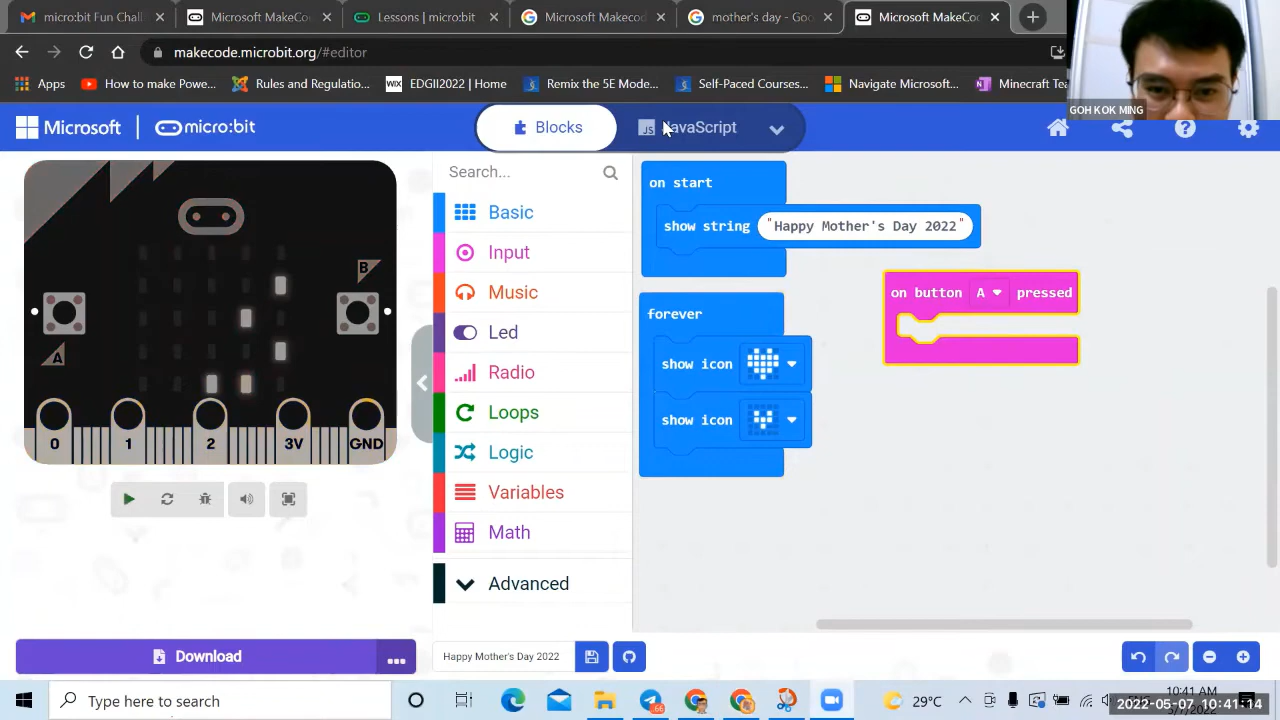 micro:bit Fun Chall
Microsoft MakeCo
Lessons | micro:bit
Microsoft Makecod
mother's day - Goo
Microsoft MakeCo
makecode.microbit.org/#editor
Apps
How to make Power...
Rules and Regulatio...
WIX
EDGII2022 | Home
Remix the 5E Mode...
Self-Paced Courses...
Navigate Microsoft...
Minecraft Tea
GOH KOK MING
Microsoft
micro:bit
Blocks
JS
JavaScript
Search...
Basic
Input
Music
Led
Radio
Loops
Logic
Variables
Math
Advanced
on start
show string "Happy Mother's Day 2022"
forever
show icon
show icon
on button A pressed
A
B
0
1
2
3V
GND
Download
...
Happy Mother's Day 2022
Type here to search
29°C
10:41 AM
2022-05-07 10:41:14